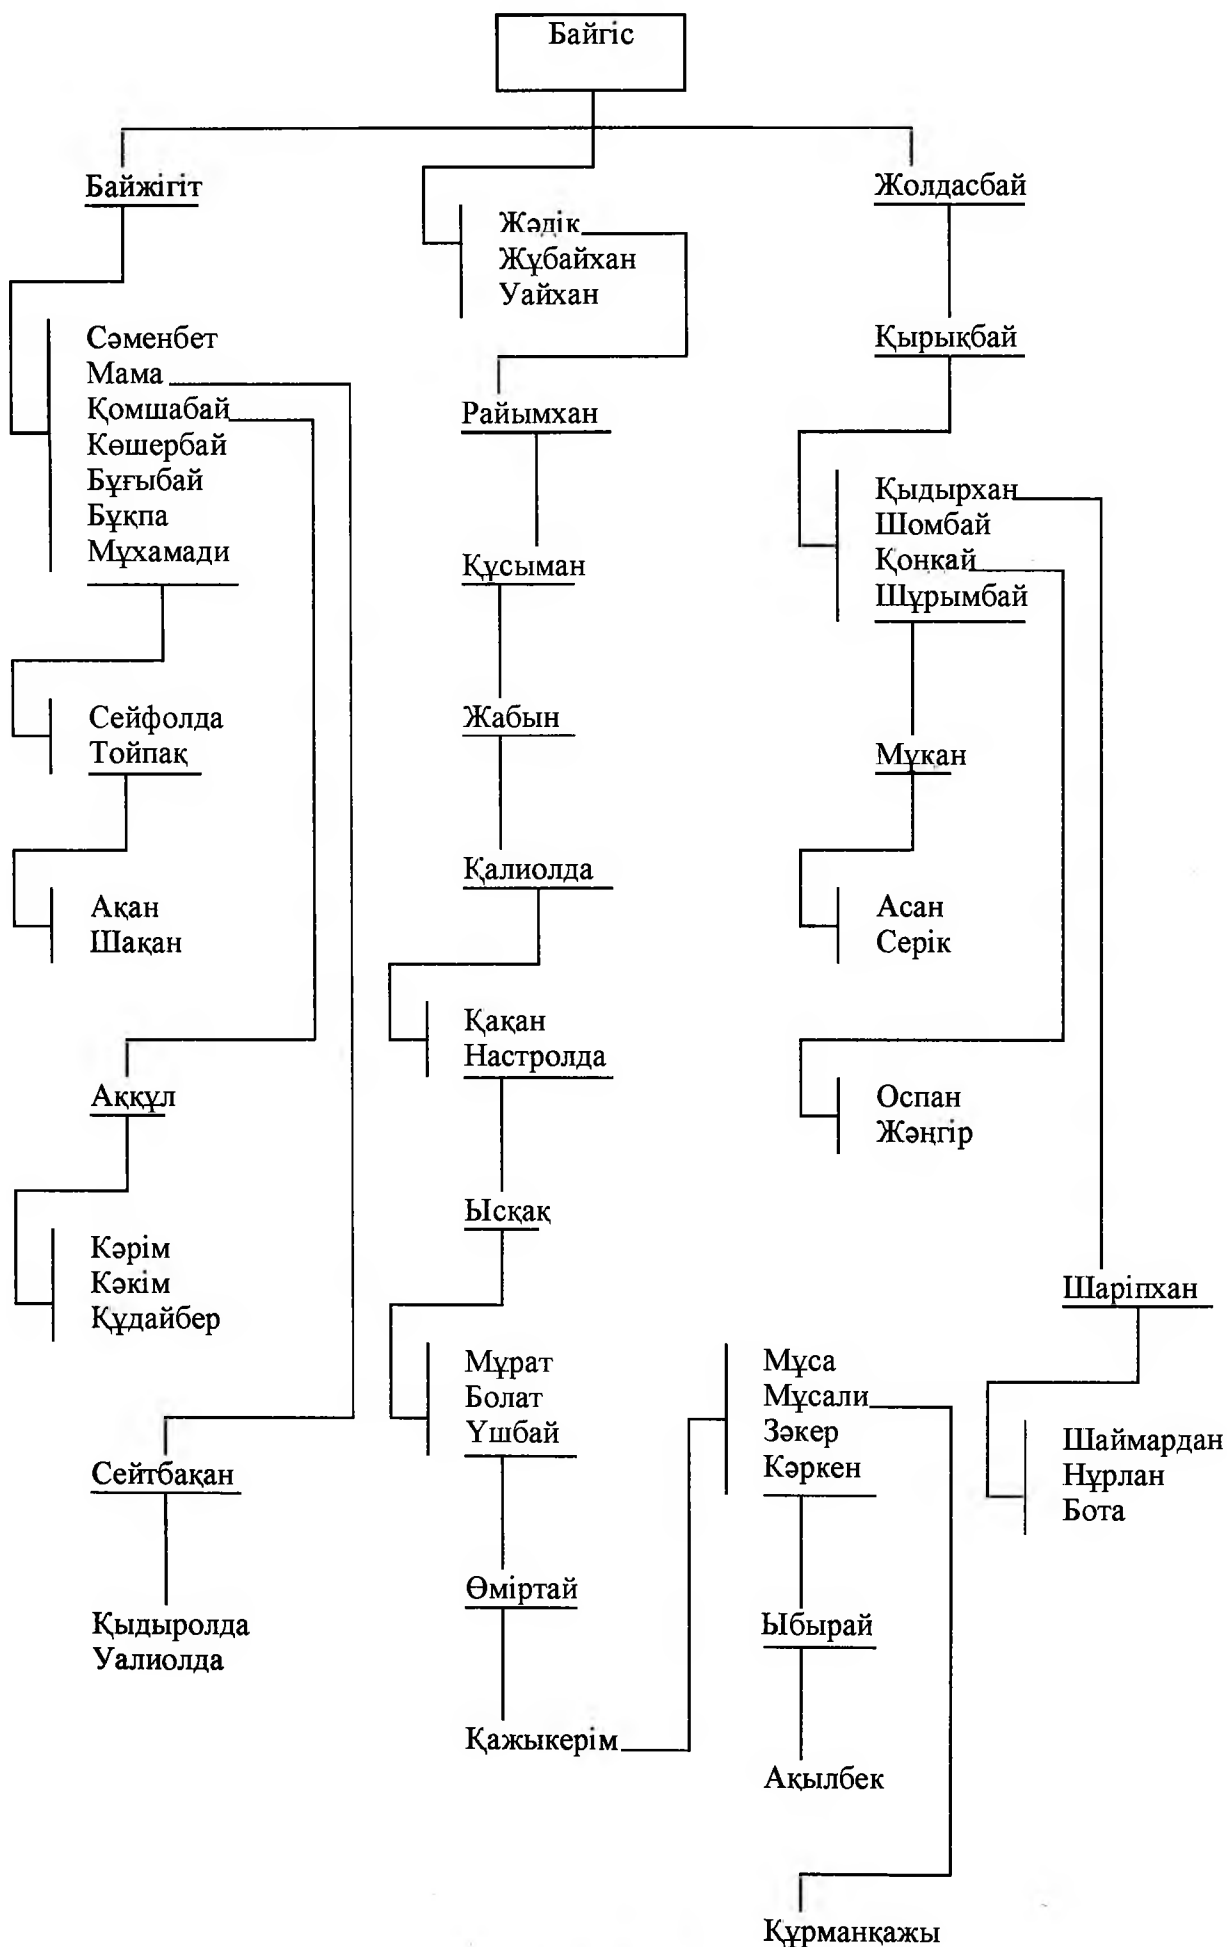 Байгіс
Байжігіт
Сәменбет
Мама
Қомшабай
Көшербай
Бұғыбай
Бұқпа
Мұхамади
Сейфолда
Тойпақ
Ақан
Шақан
Аққұл
Кәрім
Кәкім
Құдайбер
Сейтбақан
Қыдыролда
Уалиолда
Жәдік
Жұбайхан
Уайхан
Райымхан
Құсыман
Жабын
Қалиолда
Қақан
Настролда
Ысқақ
Мұрат
Болат
Үшбай
Өміртай
Қажыкерім
Мұса
Мұсали
Зәкер
Кәркен
Ыбырай
Ақылбек
Құрманқажы
Жолдасбай
Қырықбай
Қыдырхан
Шомбай
Қонкай
Шұрымбай
Мұқан
Асан
Серік
Оспан
Жәңгір
Шаріпхан
Шаймардан
Нұрлан
Бота